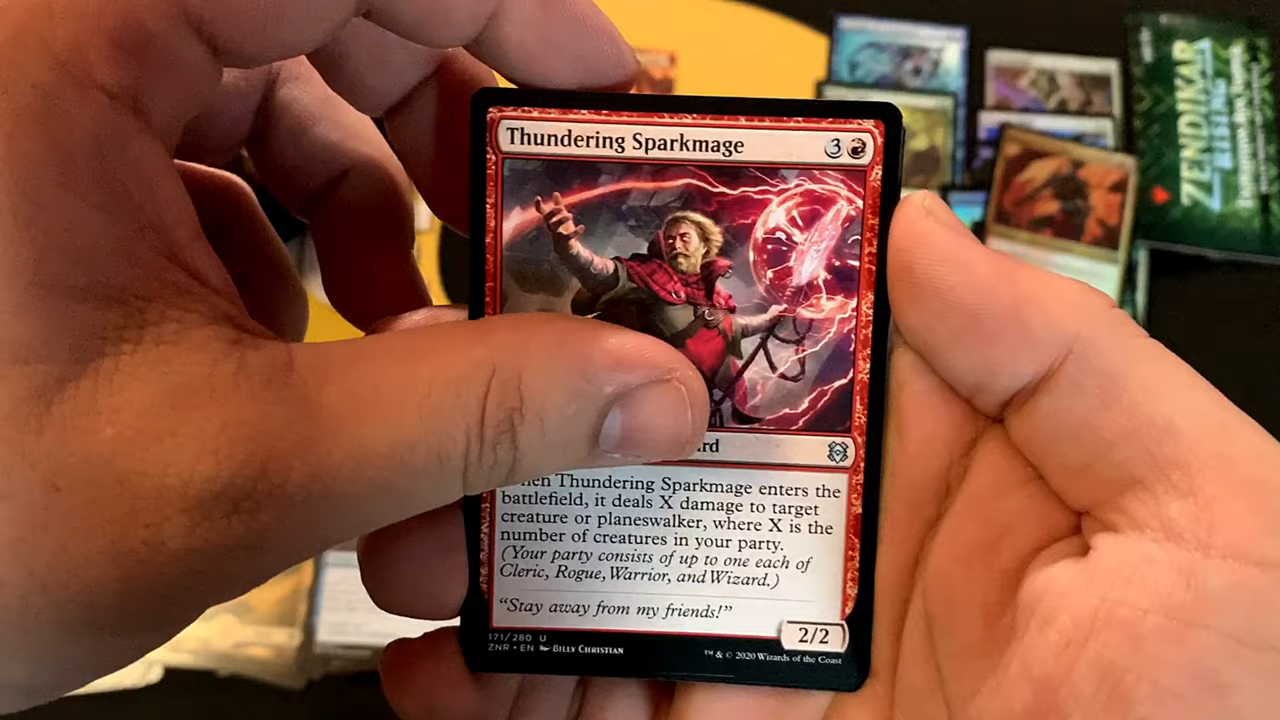 Thundering Sparkmage 3
ZENDIKAR
Thundering Sparkmage enters the
battlefield, it deals X damage to target
creature or planeswalker, where X is the
number of creatures in your party.
(Your party consists of up to one each of
Cleric, Rogue, Warrior, and Wizard.)
"Stay away from my friends!"
2/2
171/280 U
ZNR • EN BILLY CHRISTIAN
™ & © 2020 Wizards of the Coast